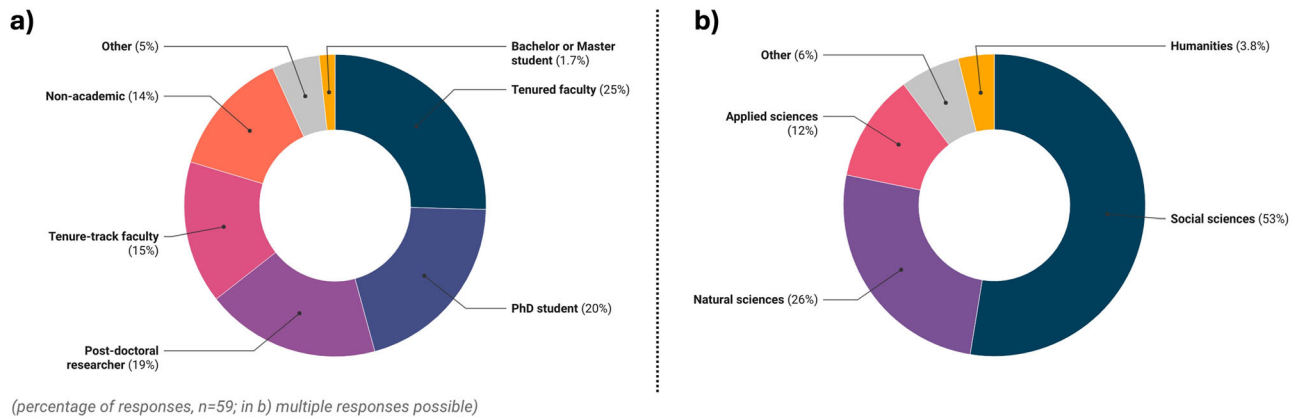 a)
Other (5%)
Bachelor or Master
student (1.7%)
Non-academic (14%)
Tenured faculty (25%)
Tenure-track faculty
(15%)
PhD student (20%)
Post-doctoral
researcher (19%)
b)
Humanities (3.8%)
Other (6%)
Applied sciences
(12%)
Social sciences (53%)
Natural sciences (26%)
(percentage of responses, n=59; in b) multiple responses possible)